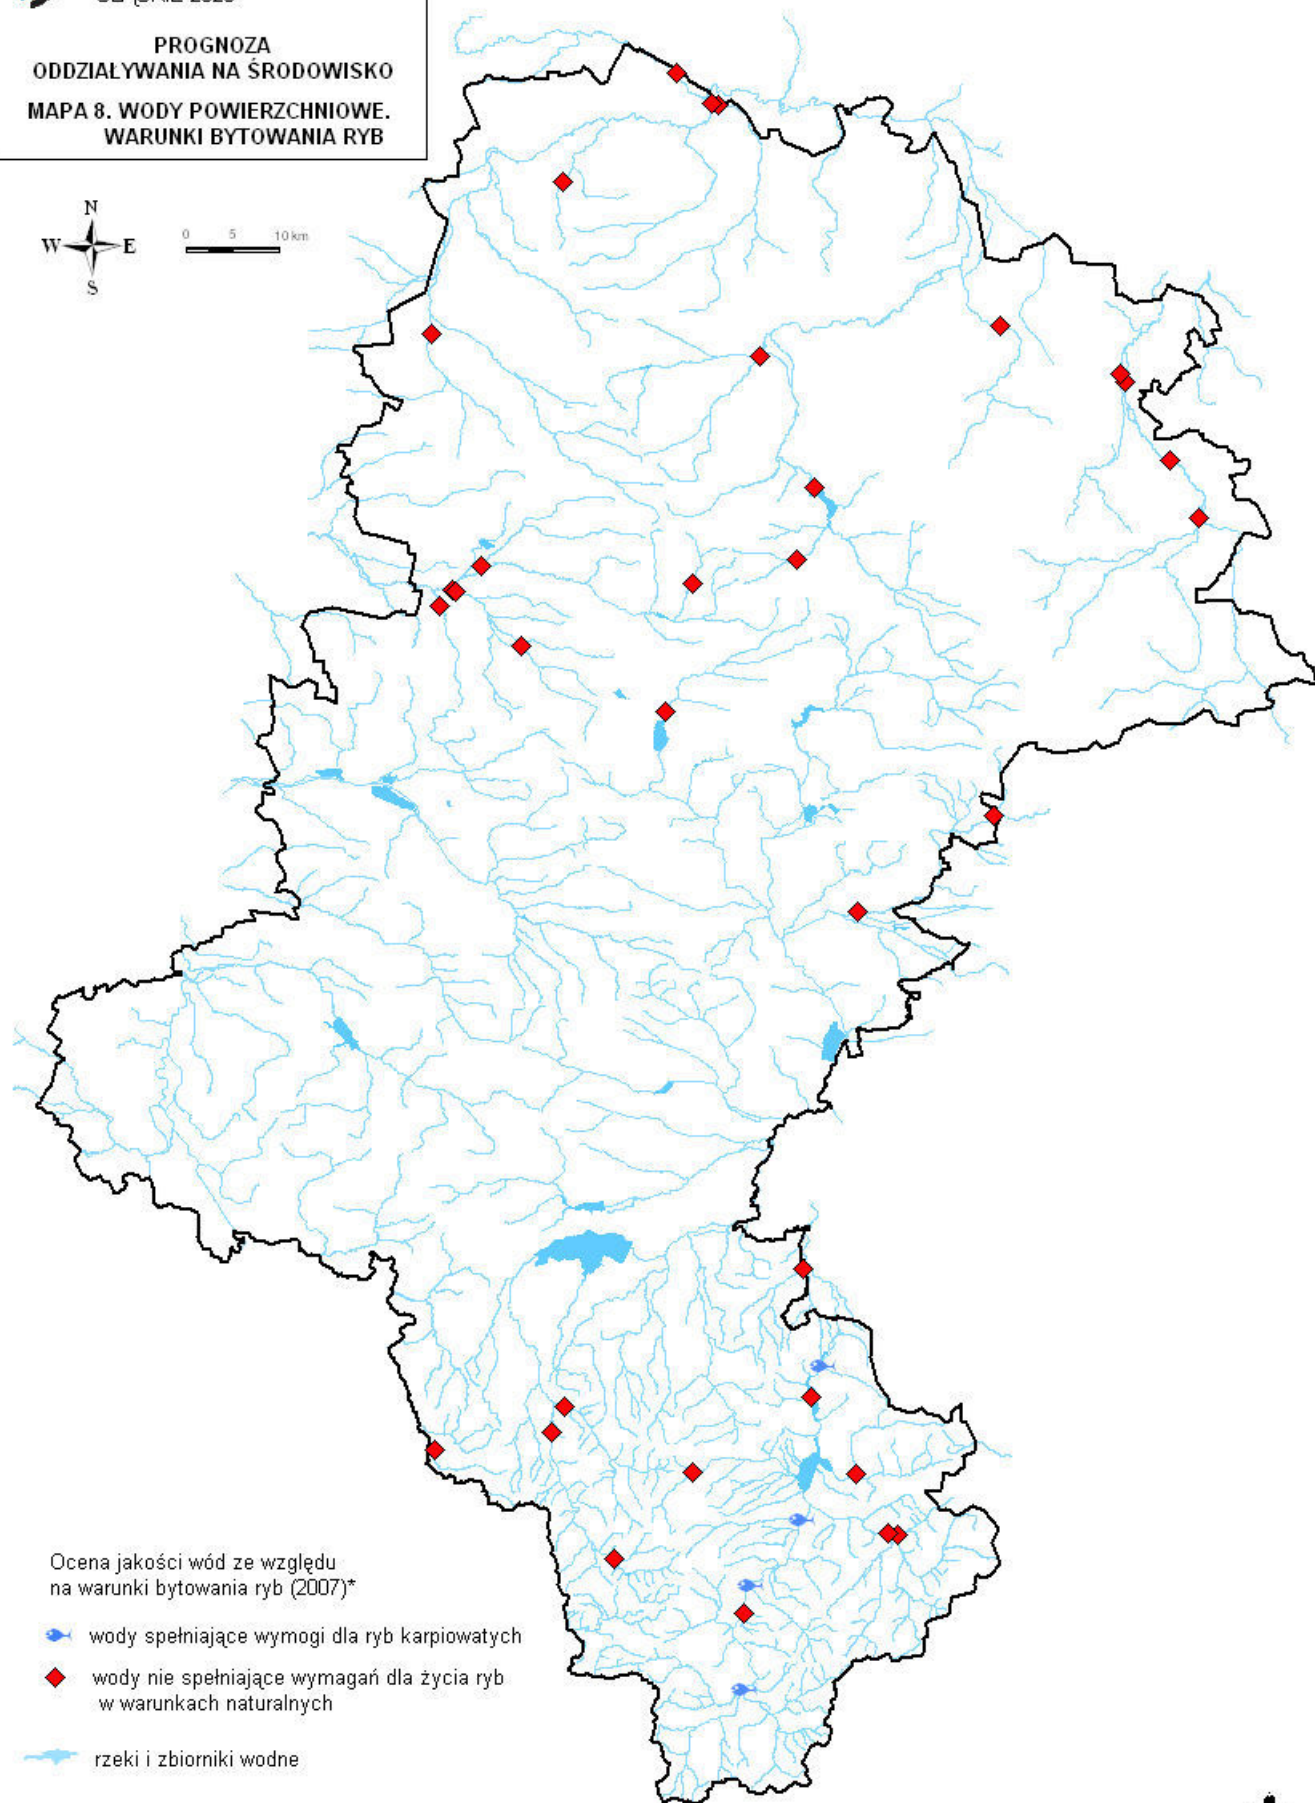 PROGNOZA
ODDZIAŁYWANIA NA ŚRODOWISKO
MAPA 8. WODY POWIERZCHNIOWE.
WARUNKI BYTOWANIA RYB
N
W E
S
0 5 10 km
Ocena jakości wód ze względu
na warunki bytowania ryb (2007)*
wody spełniające wymogi dla ryb karpiowatych
wody nie spełniające wymagań dla życia ryb
w warunkach naturalnych
rzeki i zbiorniki wodne